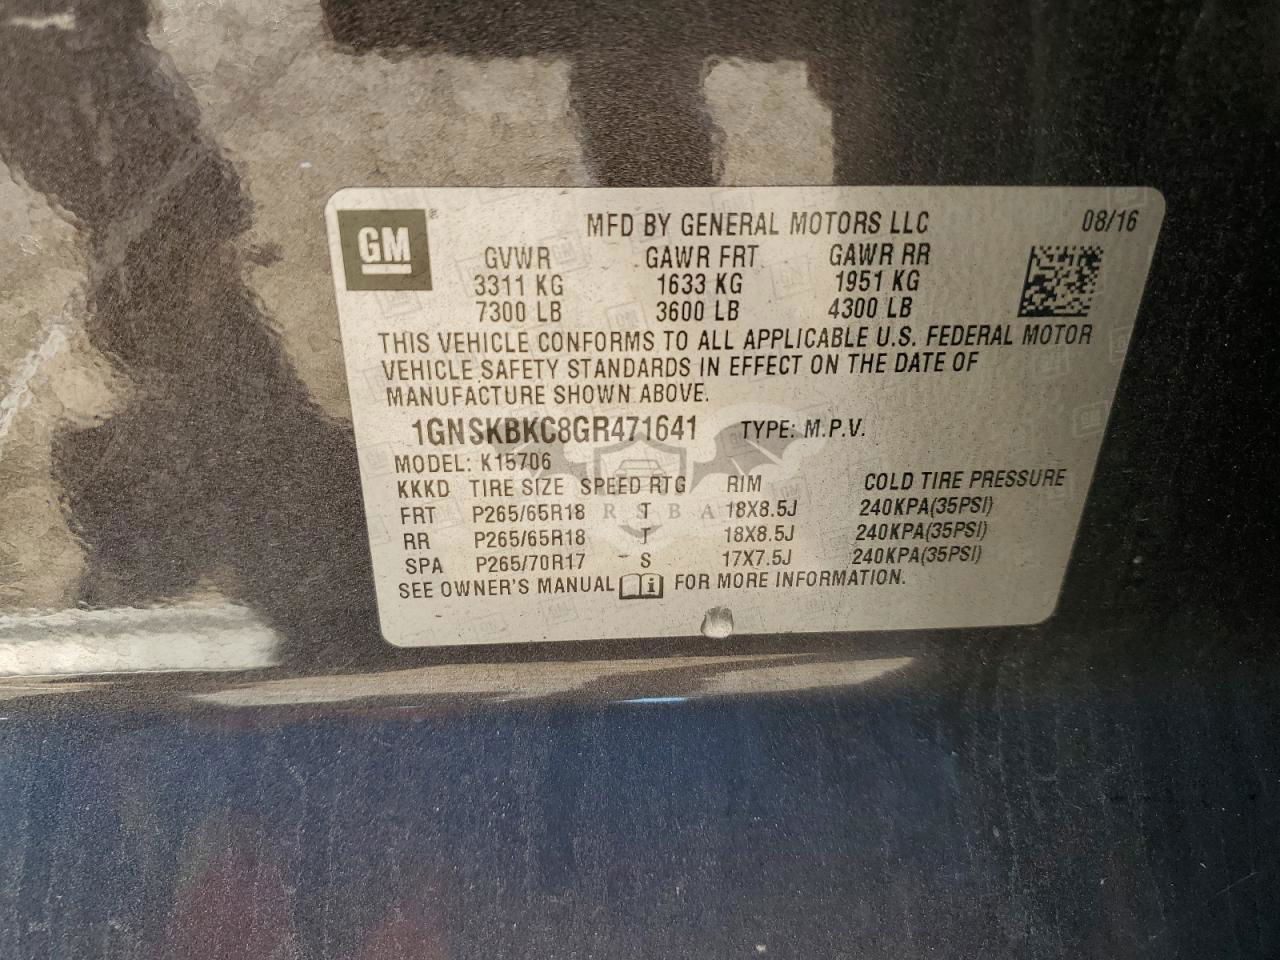 GM ®
MFD BY GENERAL MOTORS LLC 08/16
GVWR GAWR FRT GAWR RR
3311 KG 1633 KG 1951 KG
7300 LB 3600 LB 4300 LB
THIS VEHICLE CONFORMS TO ALL APPLICABLE U.S. FEDERAL MOTOR
VEHICLE SAFETY STANDARDS IN EFFECT ON THE DATE OF
MANUFACTURE SHOWN ABOVE.
1GNSKBKC8GR471641 TYPE: M.P.V.
MODEL: K15706
KKKD TIRE SIZE SPEED RTG RIM COLD TIRE PRESSURE
FRT P265/65R18 T 18X8.5J 240KPA(35PSI)
RR P265/65R18 T 18X8.5J 240KPA(35PSI)
SPA P265/70R17 S 17X7.5J 240KPA(35PSI)
SEE OWNER'S MANUAL FOR MORE INFORMATION.